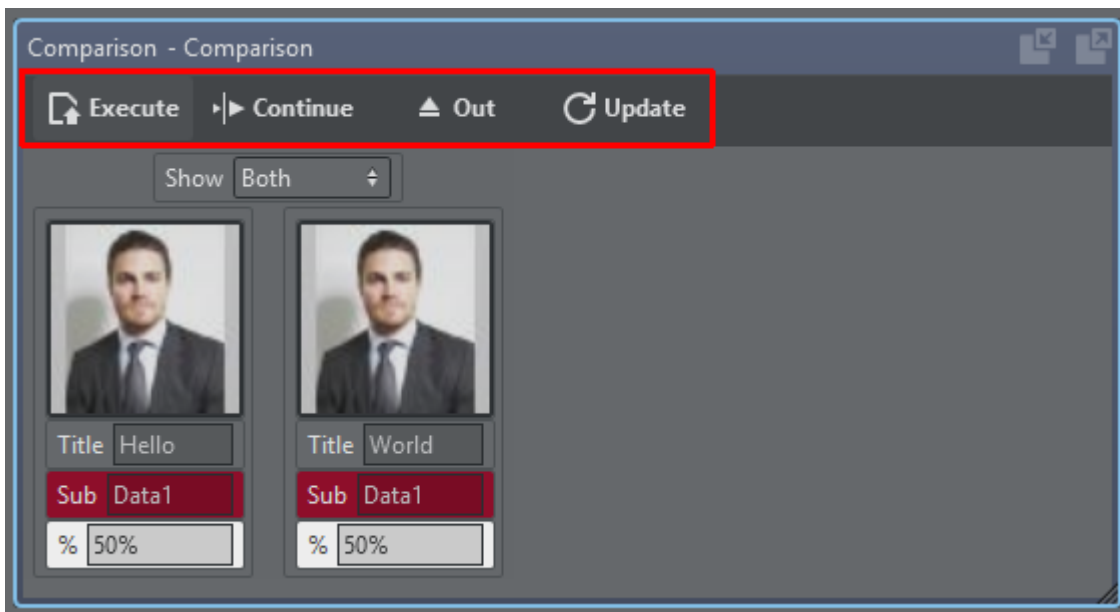 Comparison - Comparison
Execute Continue Out Update
Show Both
Title Hello Title World
Sub Data1 Sub Data1
% 50% % 50%